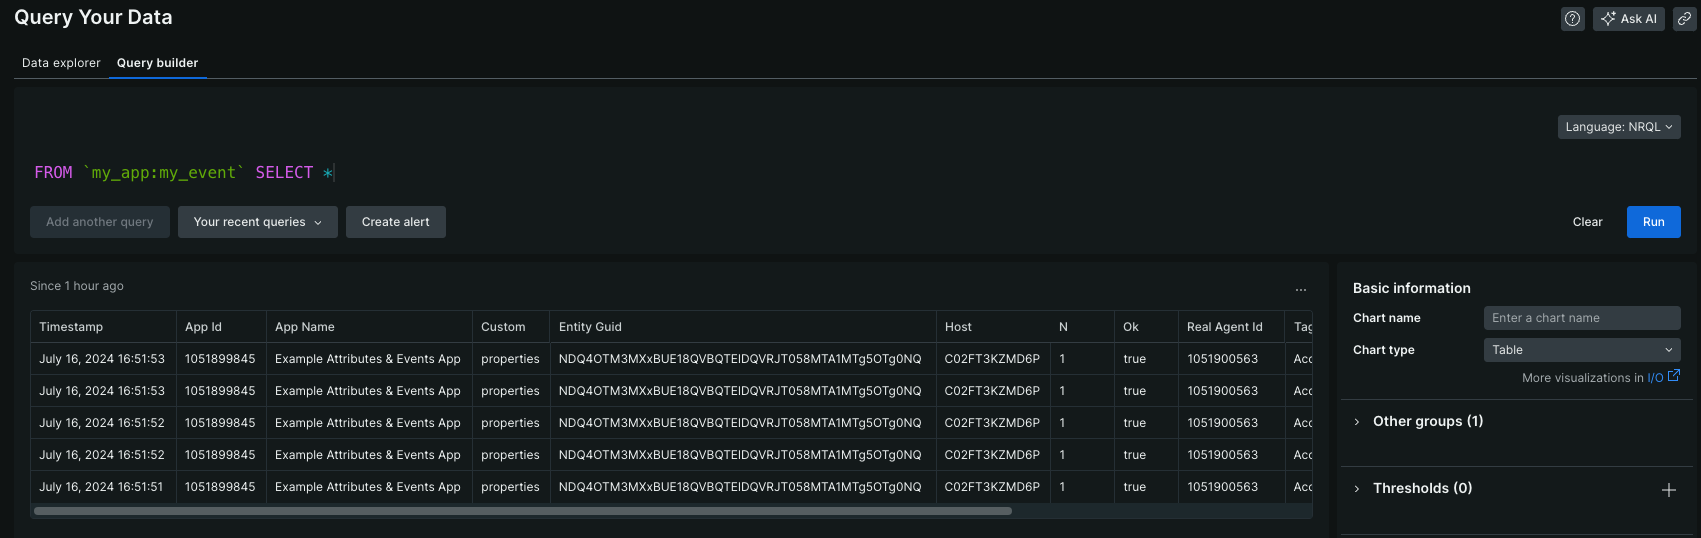 Query Your Data
Ask AI
Data explorer Query builder
Language: NRQL
FROM `my_app:my_event` SELECT *
Add another query Your recent queries Create alert Clear Run
Since 1 hour ago
...
Timestamp App Id App Name Custom Entity Guid Host N Ok Real Agent Id Tag
July 16, 2024 16:51:53 1051899845 Example Attributes & Events App properties NDQ4OTM3MXxBUE18QVBQTElDQVRJT058MTA1MTg5OTg0NQ C02FT3KZMD6P 1 true 1051900563 Acc
July 16, 2024 16:51:53 1051899845 Example Attributes & Events App properties NDQ4OTM3MXxBUE18QVBQTElDQVRJT058MTA1MTg5OTg0NQ C02FT3KZMD6P 1 true 1051900563 Acc
July 16, 2024 16:51:52 1051899845 Example Attributes & Events App properties NDQ4OTM3MXxBUE18QVBQTElDQVRJT058MTA1MTg5OTg0NQ C02FT3KZMD6P 1 true 1051900563 Acc
July 16, 2024 16:51:52 1051899845 Example Attributes & Events App properties NDQ4OTM3MXxBUE18QVBQTElDQVRJT058MTA1MTg5OTg0NQ C02FT3KZMD6P 1 true 1051900563 Acc
July 16, 2024 16:51:51 1051899845 Example Attributes & Events App properties NDQ4OTM3MXxBUE18QVBQTElDQVRJT058MTA1MTg5OTg0NQ C02FT3KZMD6P 1 true 1051900563 Acc
Basic information
Chart name Enter a chart name
Chart type Table
More visualizations in I/O
Other groups (1)
Thresholds (0)